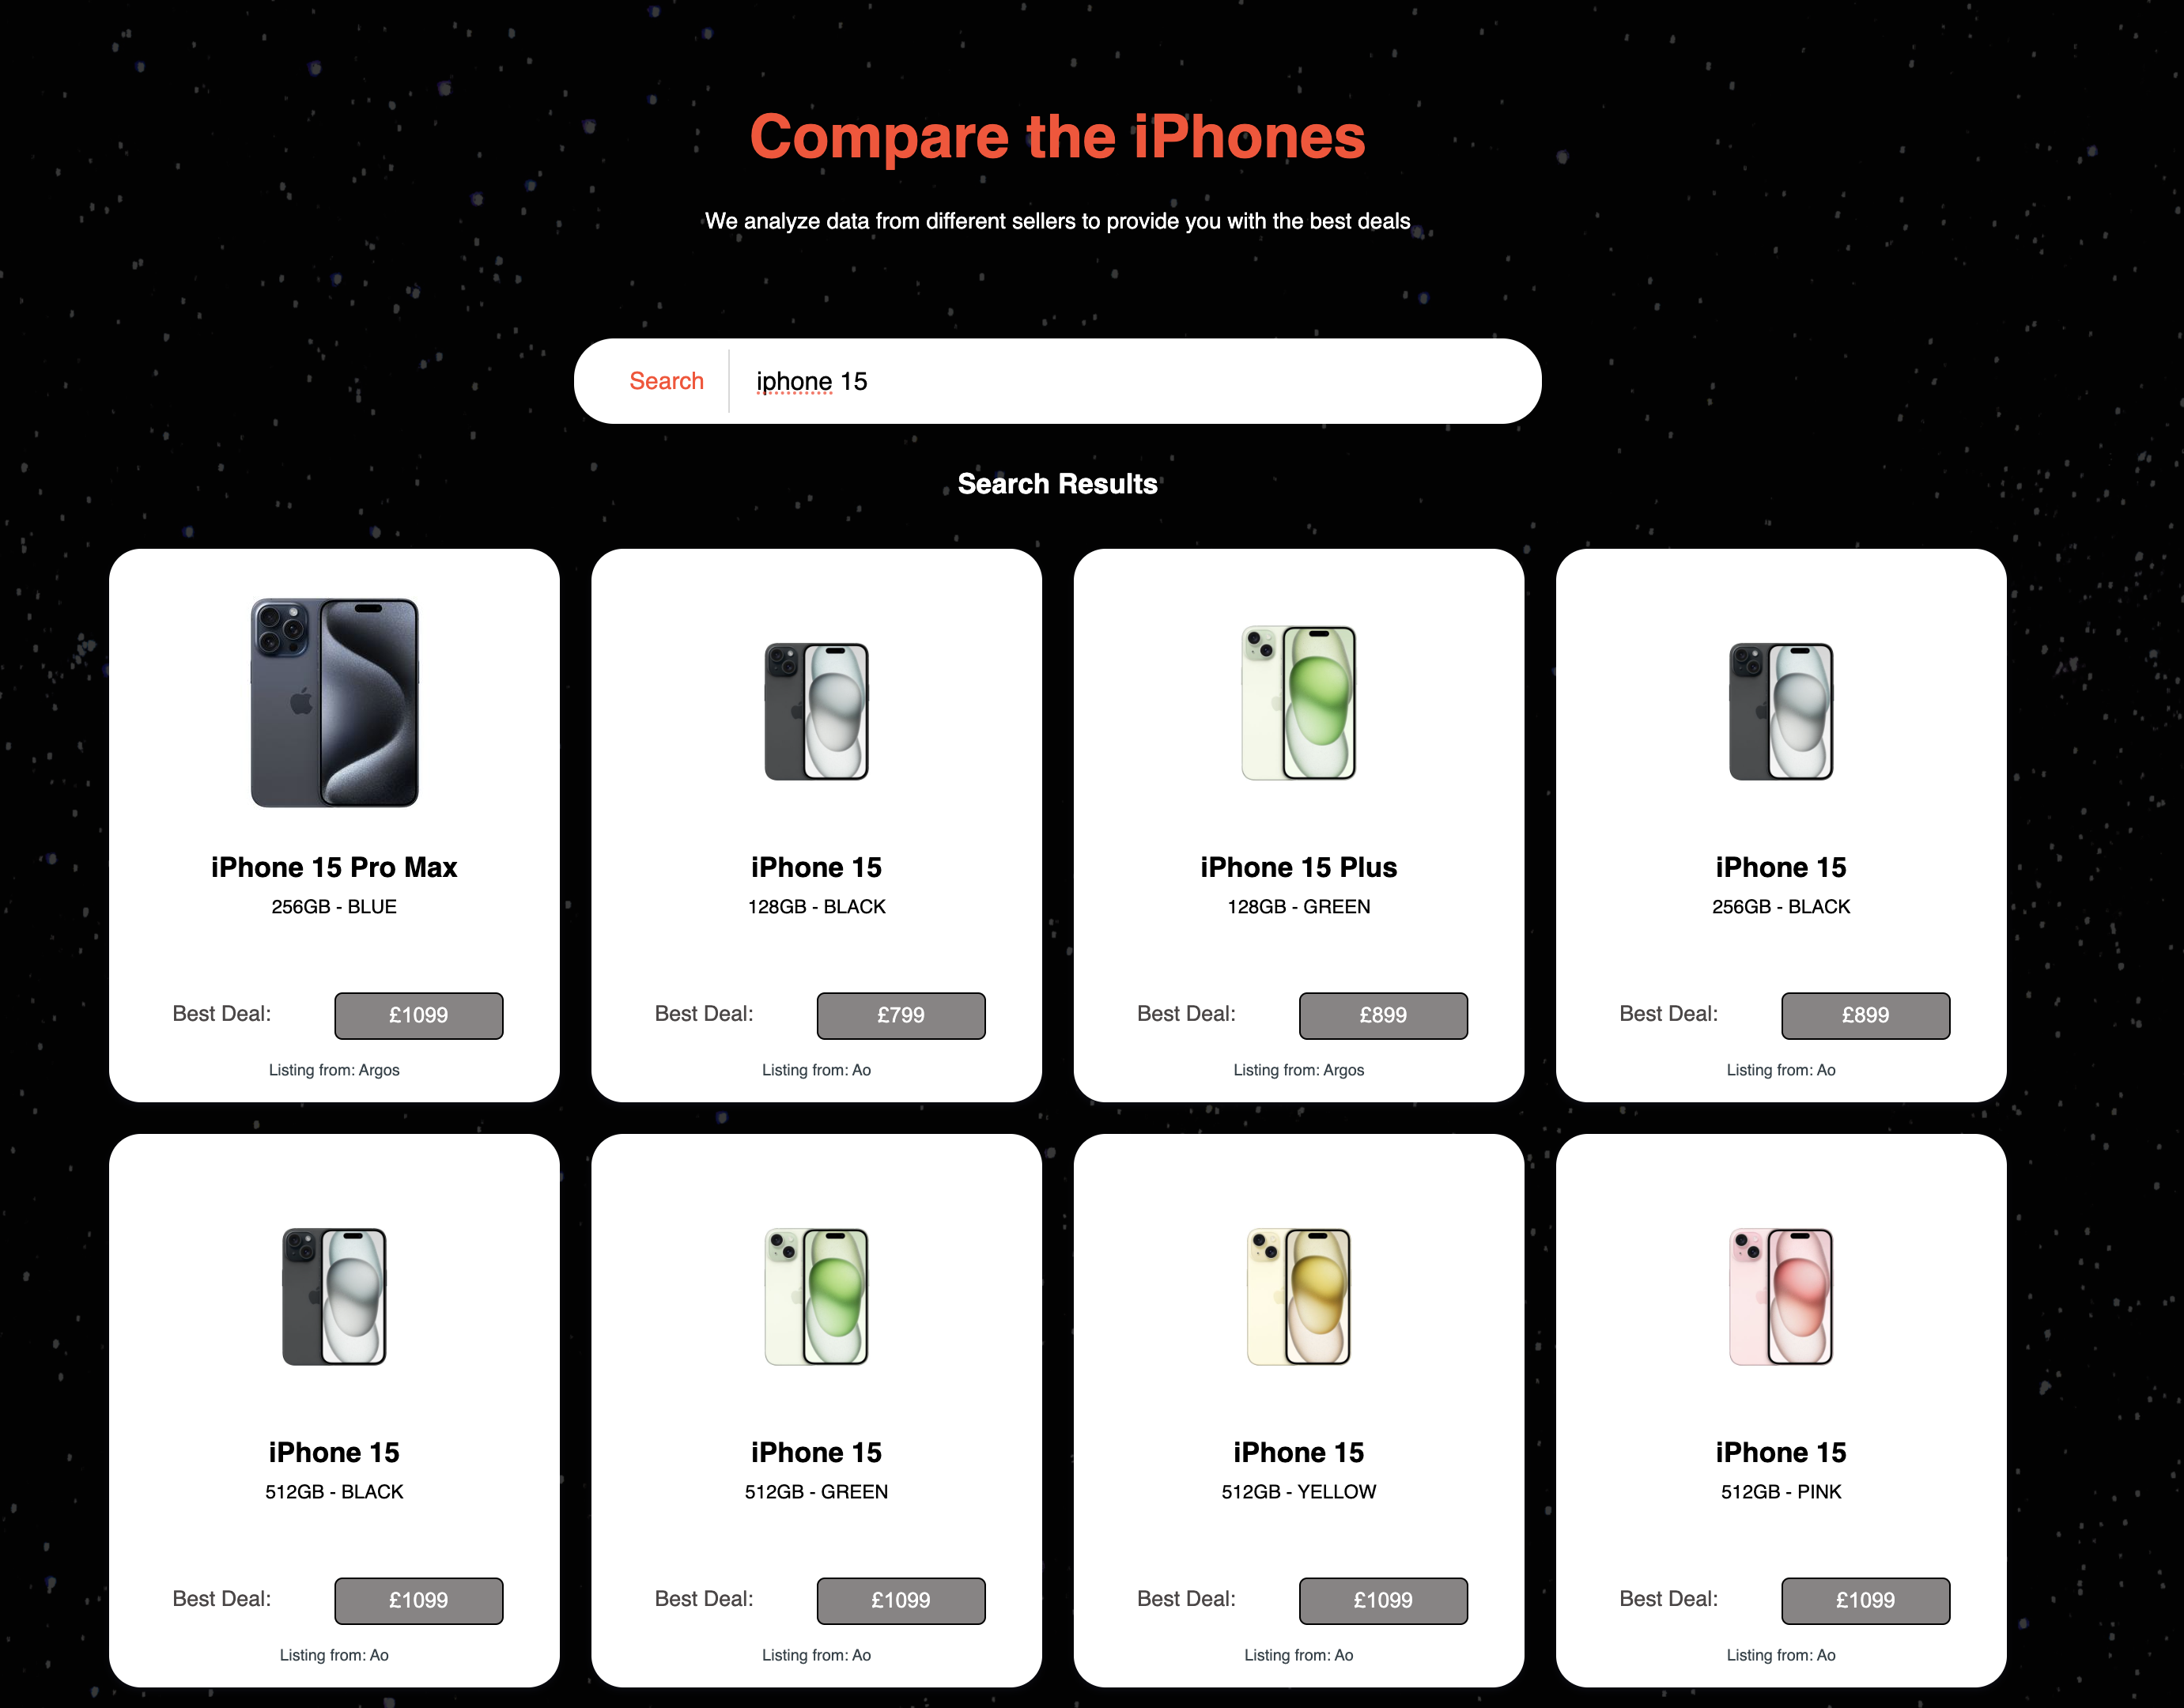 Compare the iPhones
We analyze data from different sellers to provide you with the best deals
Search
iphone 15
Search Results
iPhone 15 Pro Max
256GB - BLUE
Best Deal:
£1099
Listing from: Argos
iPhone 15
128GB - BLACK
Best Deal:
£799
Listing from: Ao
iPhone 15 Plus
128GB - GREEN
Best Deal:
£899
Listing from: Argos
iPhone 15
256GB - BLACK
Best Deal:
£899
Listing from: Ao
iPhone 15
512GB - BLACK
Best Deal:
£1099
Listing from: Ao
iPhone 15
512GB - GREEN
Best Deal:
£1099
Listing from: Ao
iPhone 15
512GB - YELLOW
Best Deal:
£1099
Listing from: Ao
iPhone 15
512GB - PINK
Best Deal:
£1099
Listing from: Ao